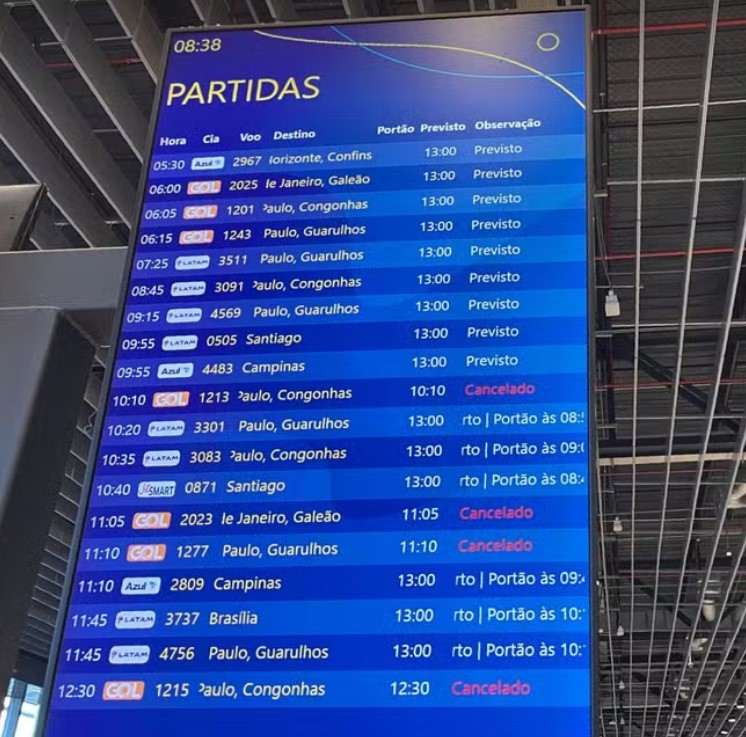 08:38
PARTIDAS
Hora Cia Voo Destino Portão Previsto Observação
05:30 Azul 2967 Iorizonte, Confins 13:00 Previsto
06:00 GOL 2025 le Janeiro, Galeão 13:00 Previsto
06:05 GOL 1201 Paulo, Congonhas 13:00 Previsto
06:15 GOL 1243 Paulo, Guarulhos 13:00 Previsto
07:25 LATAM 3511 Paulo, Guarulhos 13:00 Previsto
08:45 LATAM 3091 Paulo, Congonhas 13:00 Previsto
09:15 LATAM 4569 Paulo, Guarulhos 13:00 Previsto
09:55 LATAM 0505 Santiago 13:00 Previsto
09:55 Azul 4483 Campinas 13:00 Previsto
10:10 GOL 1213 Paulo, Congonhas 10:10 Cancelado
10:20 LATAM 3301 Paulo, Guarulhos 13:00 rto | Portão às 08:
10:35 LATAM 3083 Paulo, Congonhas 13:00 rto | Portão às 09:0
10:40 JetSMART 0871 Santiago 13:00 rto | Portão às 08:
11:05 GOL 2023 le Janeiro, Galeão 11:05 Cancelado
11:10 GOL 1277 Paulo, Guarulhos 11:10 Cancelado
11:10 Azul 2809 Campinas 13:00 rto | Portão às 09:
11:45 LATAM 3737 Brasília 13:00 rto | Portão às 10:
11:45 LATAM 4756 Paulo, Guarulhos 13:00 rto | Portão às 10:
12:30 GOL 1215 Paulo, Congonhas 12:30 Cancelado